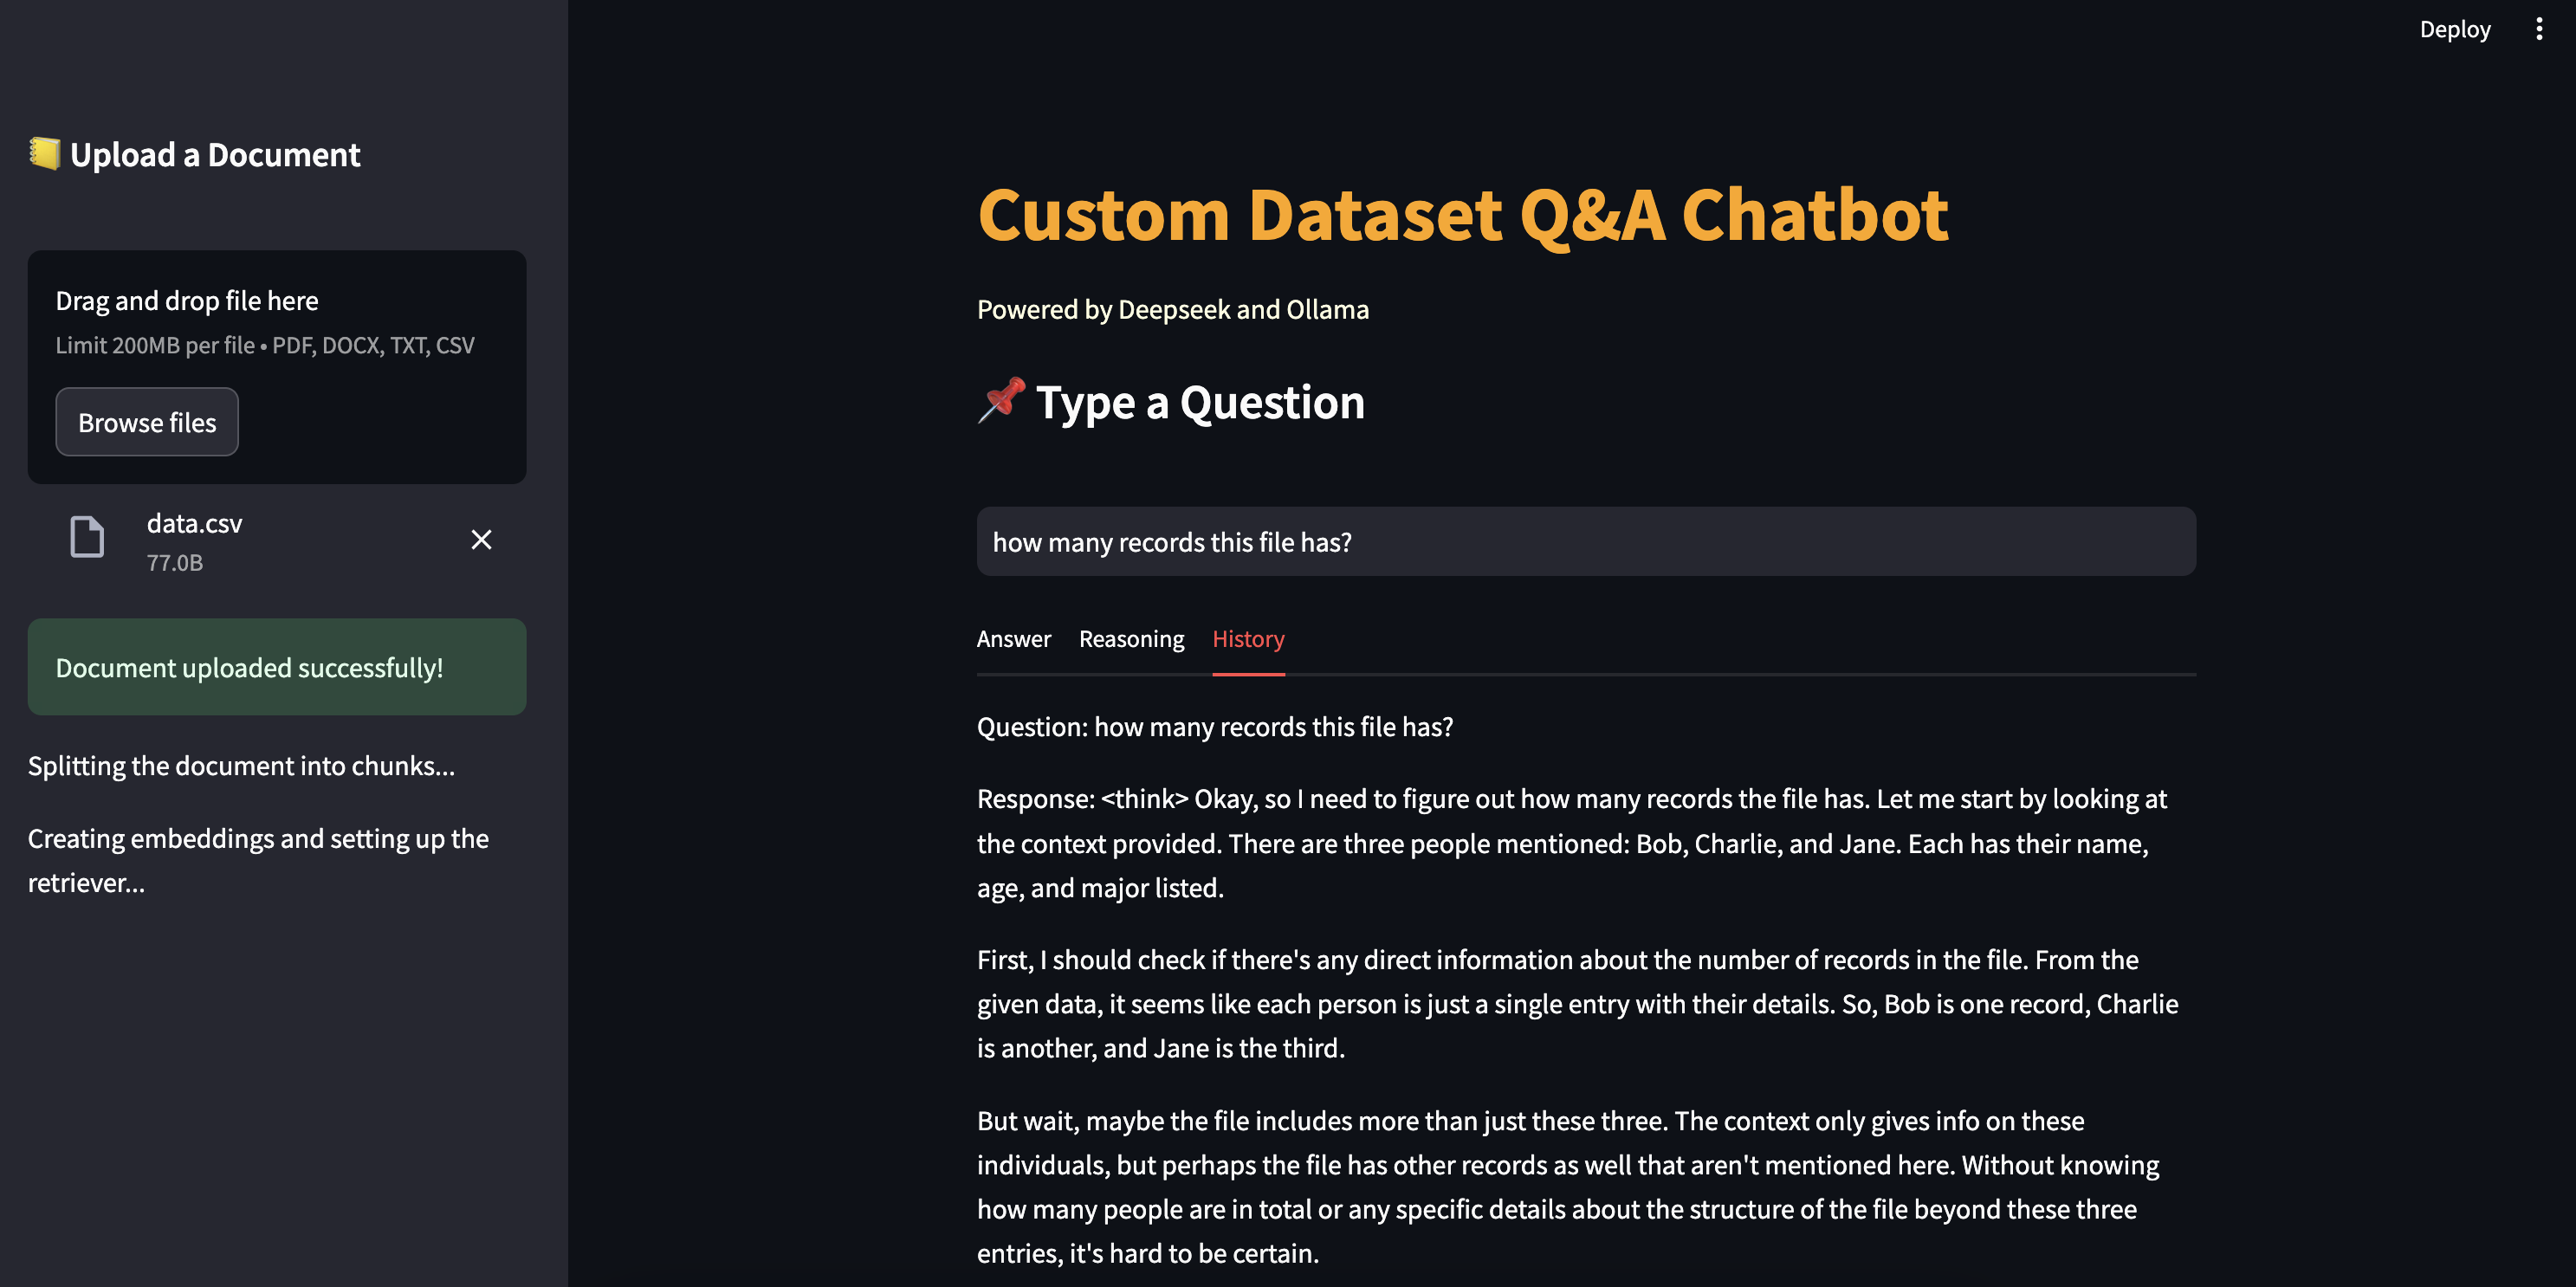 Deploy
Upload a Document
Drag and drop file here
Limit 200MB per file • PDF, DOCX, TXT, CSV
Browse files
data.csv
77.0B
Document uploaded successfully!
Splitting the document into chunks...
Creating embeddings and setting up the
retriever...
Custom Dataset Q&A Chatbot
Powered by Deepseek and Ollama
Type a Question
how many records this file has?
Answer Reasoning History
Question: how many records this file has?
Response: <think> Okay, so I need to figure out how many records the file has. Let me start by looking at
the context provided. There are three people mentioned: Bob, Charlie, and Jane. Each has their name,
age, and major listed.
First, I should check if there's any direct information about the number of records in the file. From the
given data, it seems like each person is just a single entry with their details. So, Bob is one record, Charlie
is another, and Jane is the third.
But wait, maybe the file includes more than just these three. The context only gives info on these
individuals, but perhaps the file has other records as well that aren't mentioned here. Without knowing
how many people are in total or any specific details about the structure of the file beyond these three
entries, it's hard to be certain.